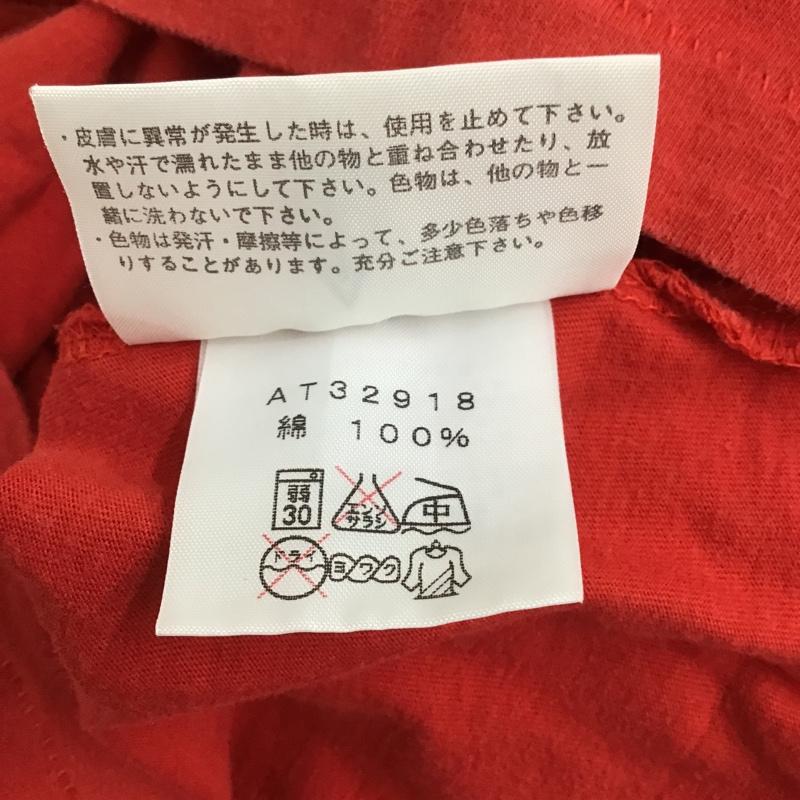 ・皮膚に異常が発生した時は、使用を止めて下さい。
水や汗で濡れたまま他の物と重ね合わせたり、放
置しないようにして下さい。色物は、他の物と一
緒に洗わないで下さい。
・色物は発汗・摩擦等によって、多少色落ちや色移
りすることがあります。充分ご注意下さい。
AT32918
綿 100%
弱 エンソ 中
30 サラシ
ドライ ヨワク